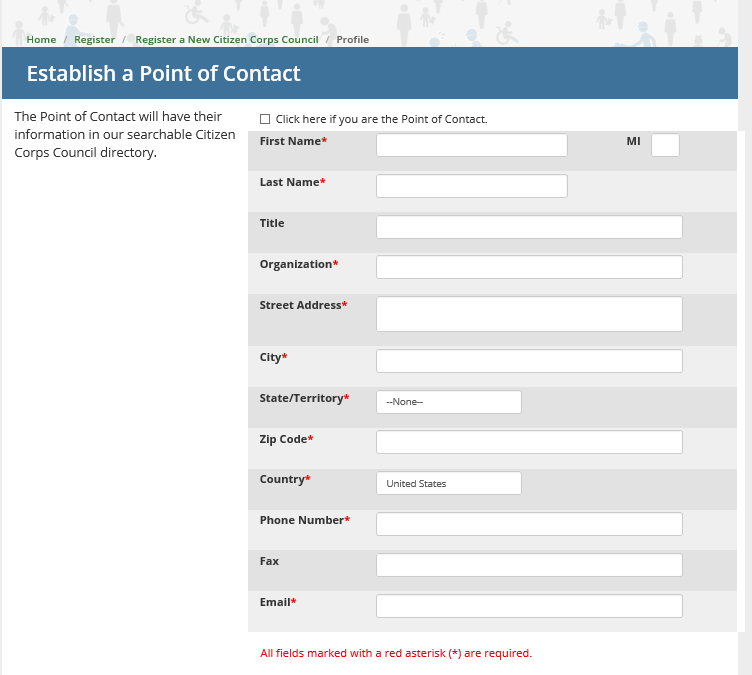 Home / Register / Register a New Citizen Corps Council / Profile
Establish a Point of Contact
The Point of Contact will have their
information in our searchable Citizen
Corps Council directory.
Click here if you are the Point of Contact.
First Name* MI
Last Name*
Title
Organization*
Street Address*
City*
State/Territory* --None--
Zip Code*
Country* United States
Phone Number*
Fax
Email*
All fields marked with a red asterisk (*) are required.